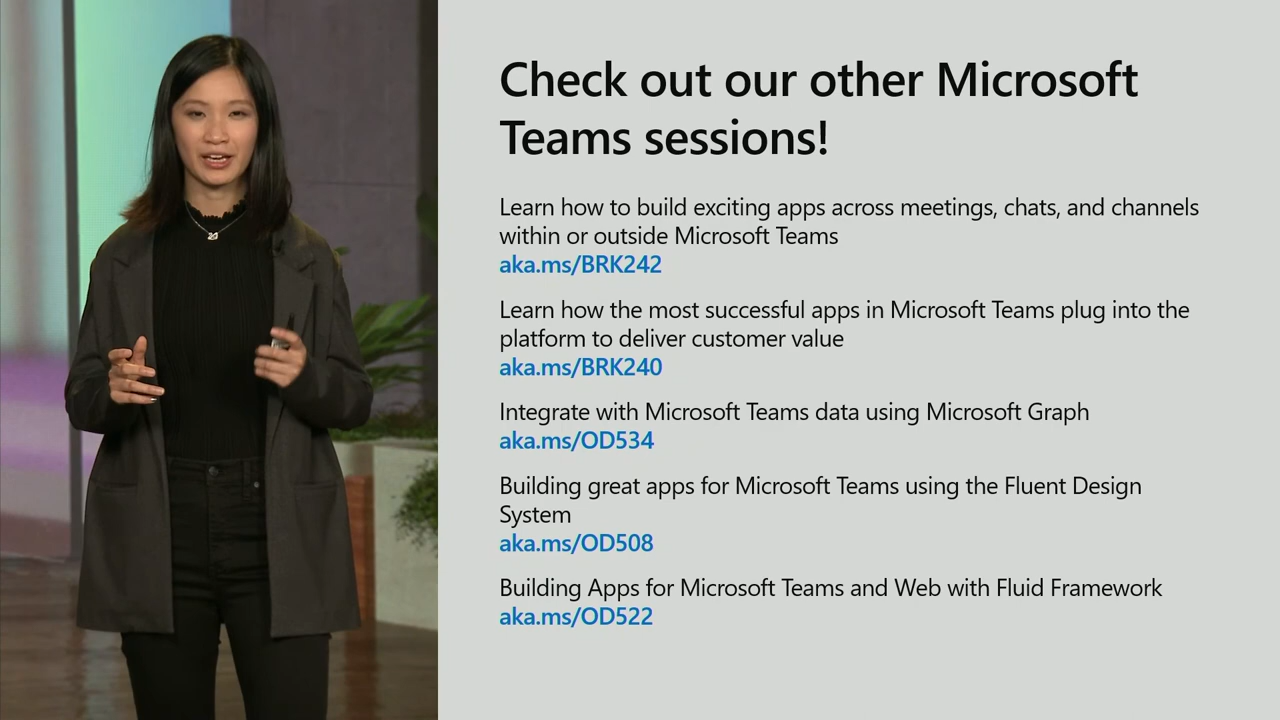 Check out our other Microsoft
Teams sessions!
Learn how to build exciting apps across meetings, chats, and channels
within or outside Microsoft Teams
aka.ms/BRK242
Learn how the most successful apps in Microsoft Teams plug into the
platform to deliver customer value
aka.ms/BRK240
Integrate with Microsoft Teams data using Microsoft Graph
aka.ms/OD534
Building great apps for Microsoft Teams using the Fluent Design
System
aka.ms/OD508
Building Apps for Microsoft Teams and Web with Fluid Framework
aka.ms/OD522